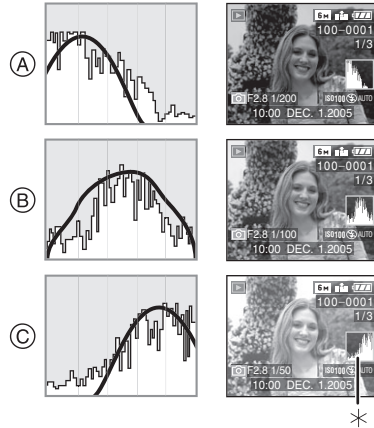 A
6M
100-0001
1/3
F2.8 1/200 ISO100 AUTO
10:00 DEC. 1.2005
B
6M
100-0001
1/3
F2.8 1/100 ISO100 AUTO
10:00 DEC. 1.2005
C
6M
100-0001
1/3
F2.8 1/50 ISO100 AUTO
10:00 DEC. 1.2005
*